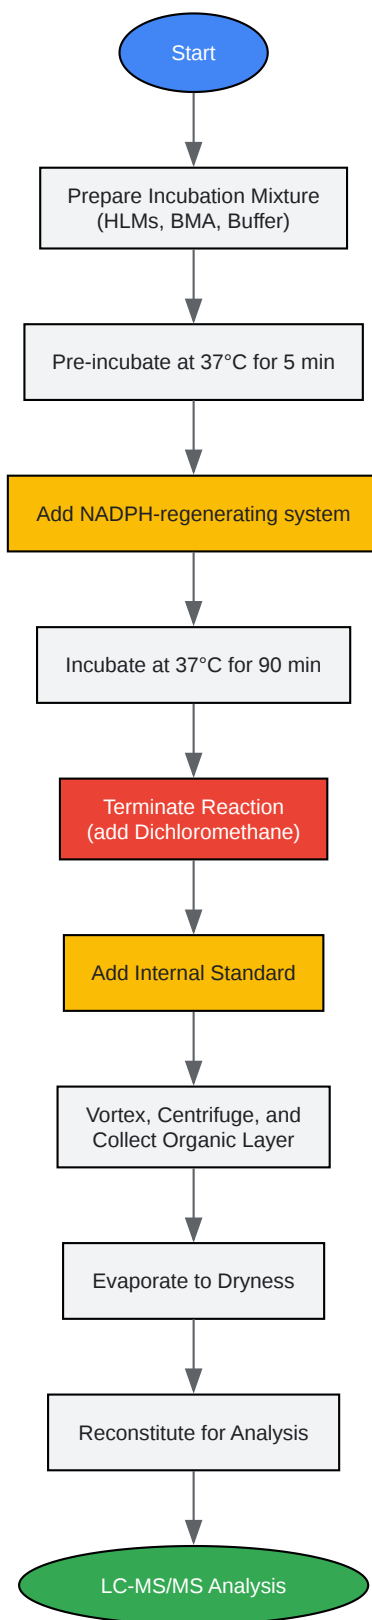 Start
Prepare Incubation Mixture
(HLMs, BMA, Buffer)
Pre-incubate at 37°C for 5 min
Add NADPH-regenerating system
Incubate at 37°C for 90 min
Terminate Reaction
(add Dichloromethane)
Add Internal Standard
Vortex, Centrifuge, and
Collect Organic Layer
Evaporate to Dryness
Reconstitute for Analysis
LC-MS/MS Analysis